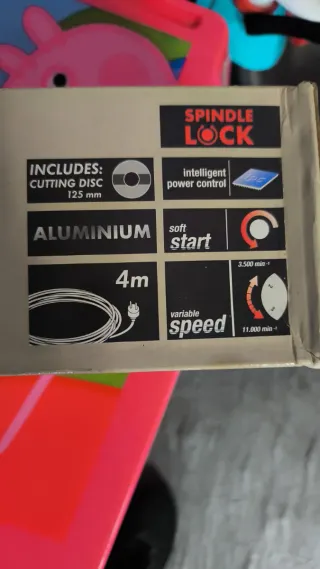 SPINDLE
LOCK
INCLUDES:
CUTTING DISC
125 mm
intelligent
power control
ALUMINIUM
soft
start
4m
3.500 min⁻¹
variable
speed
11.000 min⁻¹